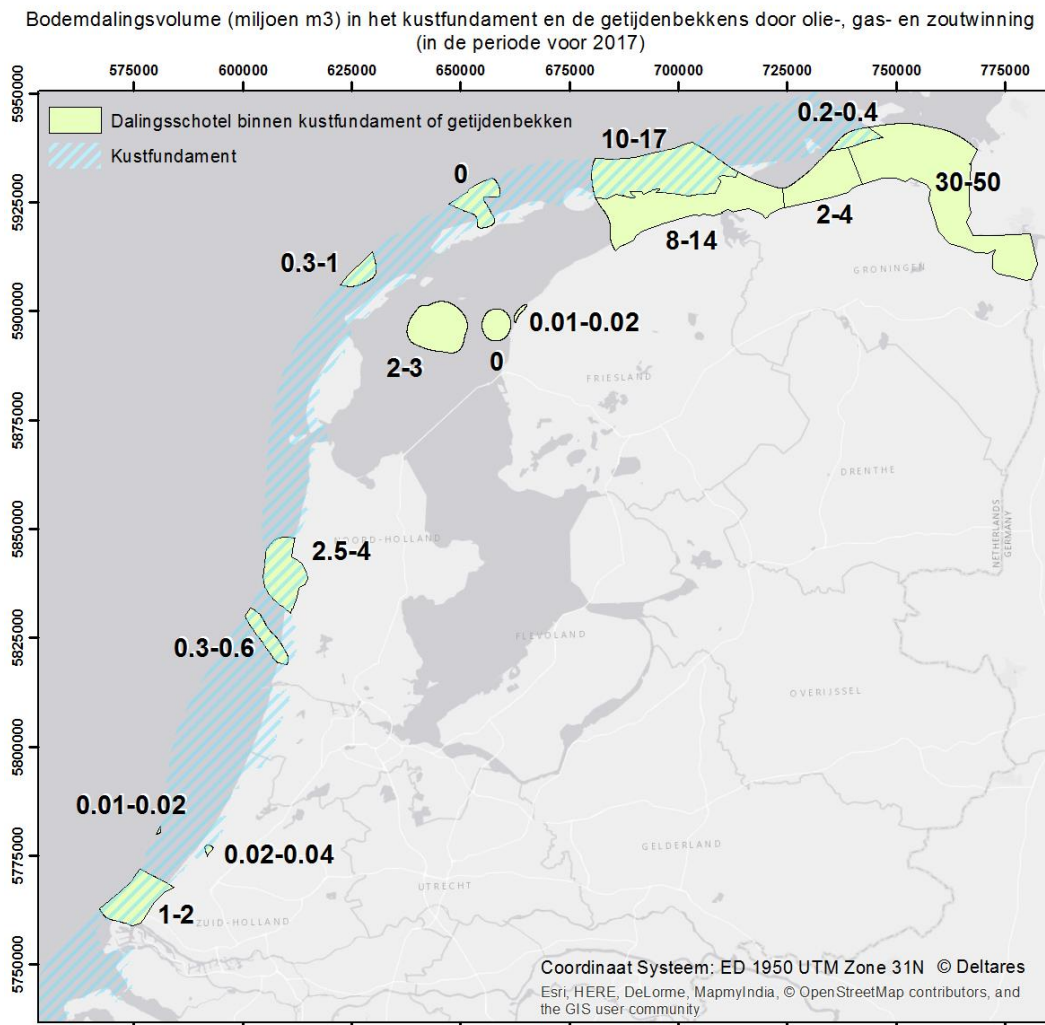 Bodemdalingsvolume (miljoen m3) in het kustfundament en de getijdenbekkens door olie-, gas- en zoutwinning
(in de periode voor 2017)
575000 600000 625000 650000 675000 700000 725000 750000 775000
5950000
Dalingsschotel binnen kustfundament of getijdenbekken
Kustfundament
0.2-0.4
10-17
0
30-50
5925000
2-4
8-14
0.3-1
GRONINGEN
5900000
0.01-0.02
2-3
0
FRIESLAND
5875000
DRENTHE
5850000
NOORD-HOLLAND
NETHERLANDS
GERMANY
2.5-4
5825000
0.3-0.6
FLEVOLAND
OVERIJSSEL
5800000
0.01-0.02
5775000
0.02-0.04
GELDERLAND
UTRECHT
1-2
ZUID-HOLLAND
5750000
Coordinaat Systeem: ED 1950 UTM Zone 31N © Deltares
Esri, HERE, DeLorme, MapmyIndia, © OpenStreetMap contributors, and
the GIS user community